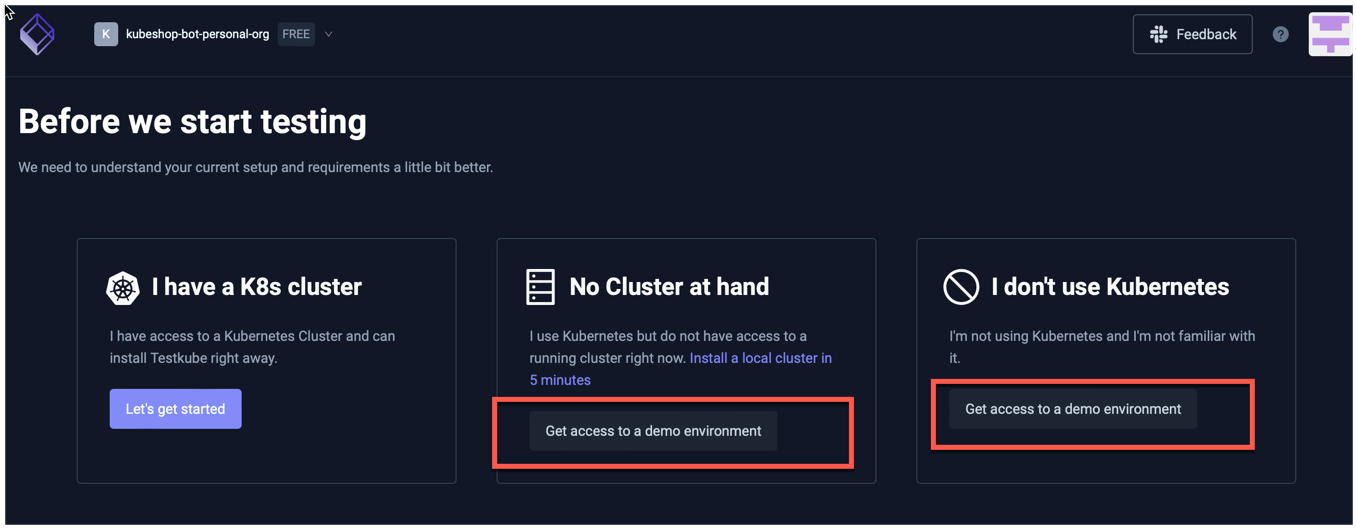 K kubeshop-bot-personal-org FREE
Feedback
?
Before we start testing
We need to understand your current setup and requirements a little bit better.
I have a K8s cluster
I have access to a Kubernetes Cluster and can
install Testkube right away.
Let's get started
No Cluster at hand
I use Kubernetes but do not have access to a
running cluster right now. Install a local cluster in
5 minutes
Get access to a demo environment
I don't use Kubernetes
I'm not using Kubernetes and I'm not familiar with
it.
Get access to a demo environment